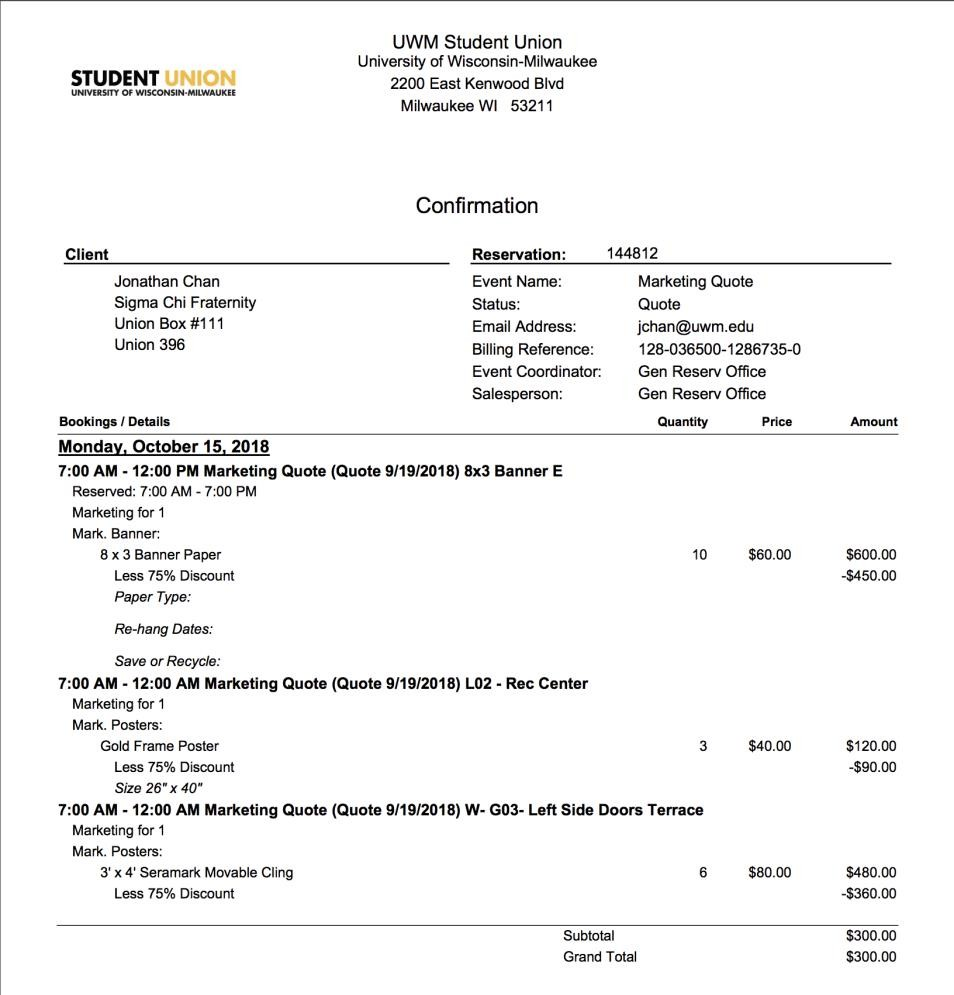 STUDENT UNION
UNIVERSITY OF WISCONSIN-MILWAUKEE
UWM Student Union
University of Wisconsin-Milwaukee
2200 East Kenwood Blvd
Milwaukee WI 53211
Confirmation
Client
Jonathan Chan
Sigma Chi Fraternity
Union Box #111
Union 396
Reservation: 144812
Event Name: Marketing Quote
Status: Quote
Email Address: jchan@uwm.edu
Billing Reference: 128-036500-1286735-0
Event Coordinator: Gen Reserv Office
Salesperson: Gen Reserv Office
Bookings / Details Quantity Price Amount
Monday, October 15, 2018
7:00 AM - 12:00 PM Marketing Quote (Quote 9/19/2018) 8x3 Banner E
Reserved: 7:00 AM - 7:00 PM
Marketing for 1
Mark. Banner:
8 x 3 Banner Paper 10 $60.00 $600.00
Less 75% Discount -$450.00
Paper Type:
Re-hang Dates:
Save or Recycle:
7:00 AM - 12:00 AM Marketing Quote (Quote 9/19/2018) L02 - Rec Center
Marketing for 1
Mark. Posters:
Gold Frame Poster 3 $40.00 $120.00
Less 75% Discount -$90.00
Size 26" x 40"
7:00 AM - 12:00 AM Marketing Quote (Quote 9/19/2018) W- G03- Left Side Doors Terrace
Marketing for 1
Mark. Posters:
3' x 4' Seramark Movable Cling 6 $80.00 $480.00
Less 75% Discount -$360.00
Subtotal $300.00
Grand Total $300.00